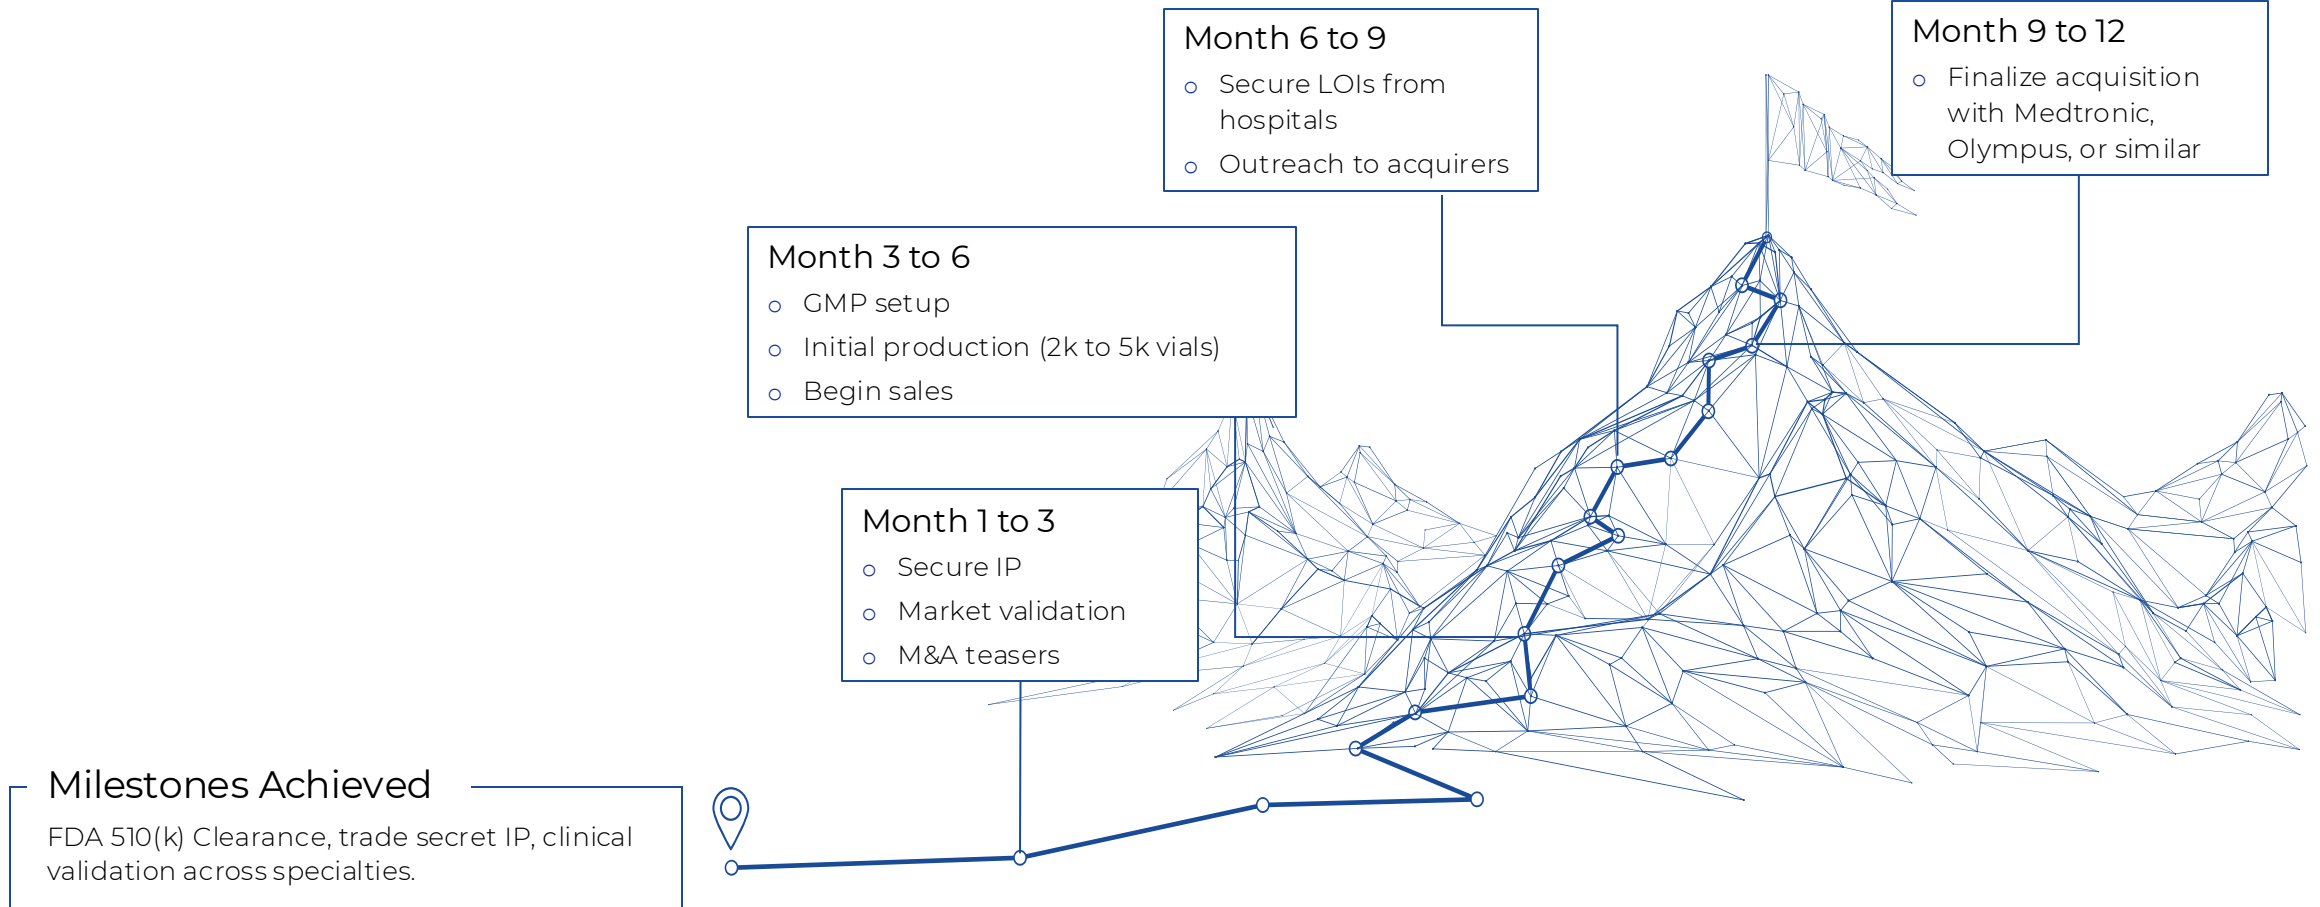 Month 6 to 9
Secure LOIs from
hospitals
Outreach to acquirers
Month 9 to 12
Finalize acquisition
with Medtronic,
Olympus, or similar
Month 3 to 6
GMP setup
Initial production (2k to 5k vials)
Begin sales
Month 1 to 3
Secure IP
Market validation
M&A teasers
Milestones Achieved
FDA 510(k) Clearance, trade secret IP, clinical
validation across specialties.